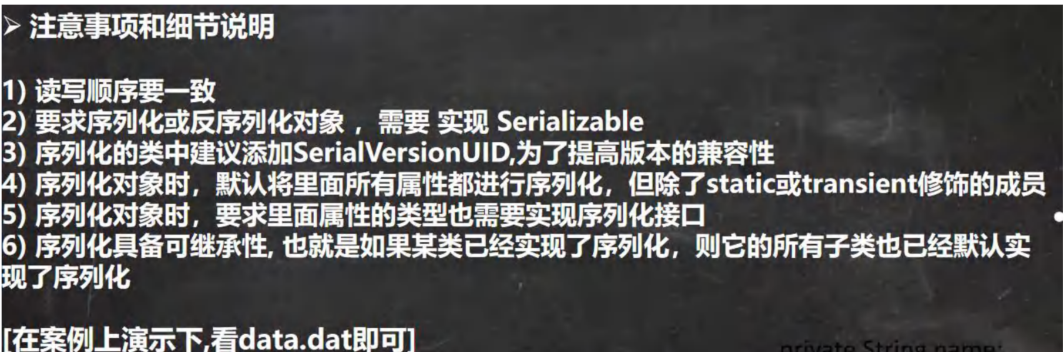 ➢ 注意事项和细节说明
1) 读写顺序要一致
2) 要求序列化或反序列化对象 ，需要 实现 Serializable
3) 序列化的类中建议添加SerialVersionUID,为了提高版本的兼容性
4) 序列化对象时，默认将里面所有属性都进行序列化，但除了static或transient修饰的成员
5) 序列化对象时，要求里面属性的类型也需要实现序列化接口
6) 序列化具备可继承性, 也就是如果某类已经实现了序列化，则它的所有子类也已经默认实
现了序列化
[在案例上演示下,看data.dat即可]
private String name;